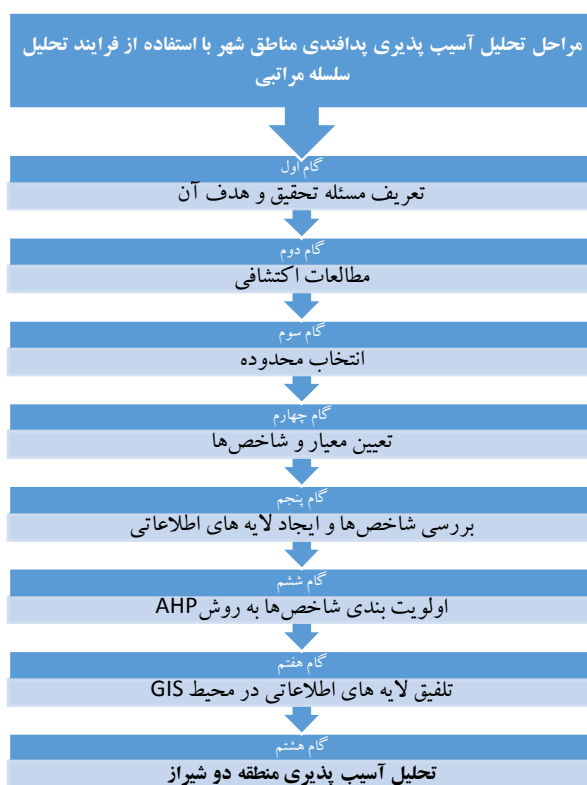 مراحل تحلیل آسیب پذیری پدافندی مناطق شهر با استفاده از فرایند تحلیل
سلسله مراتبی
گام اول
تعریف مسئله تحقیق و هدف آن
گام دوم
مطالعات اکتشافی
گام سوم
انتخاب محدوده
گام چهارم
تعیین معیار و شاخص‌ها
گام پنجم
بررسی شاخص‌ها و ایجاد لایه های اطلاعاتی
گام ششم
اولویت بندی شاخص‌ها به روش AHP
گام هفتم
تلفیق لایه های اطلاعاتی در محیط GIS
گام هشتم
تحلیل آسیب پذیری منطقه دو شیراز